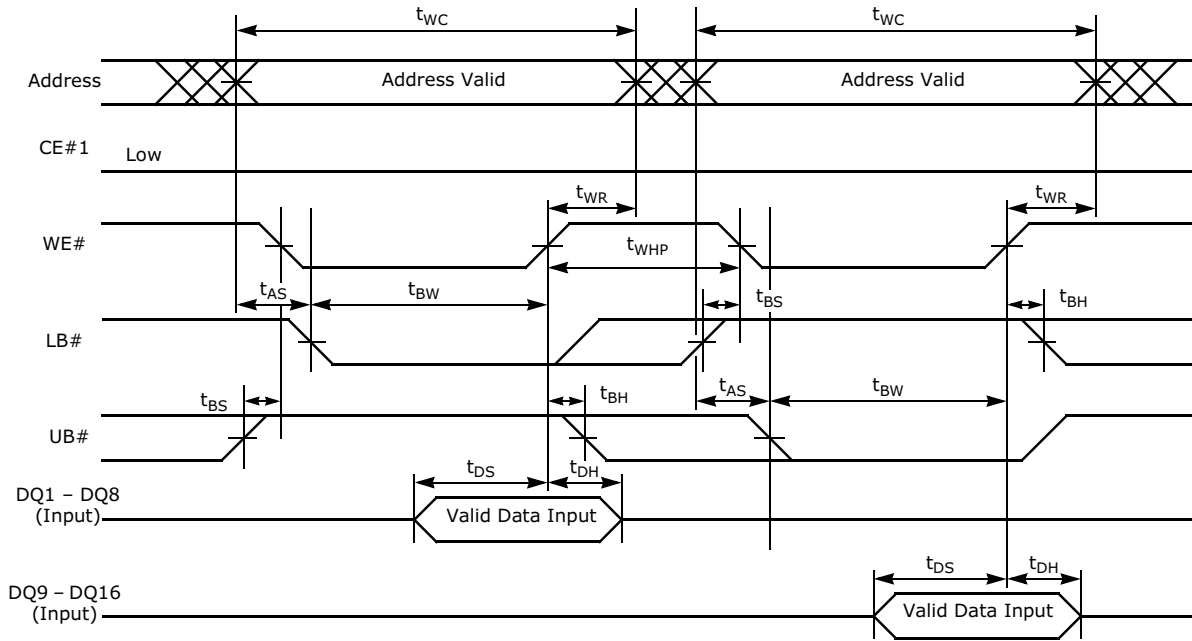 tWC tWC
Address Address Valid Address Valid
CE#1 Low
tWR tWR
WE#
tWHP
tAS tBW tBS tBH
LB#
tBS tBH tAS tBW
UB#
tDS tDH
DQ1 – DQ8
(Input)
Valid Data Input
tDS tDH
DQ9 – DQ16
(Input)
Valid Data Input